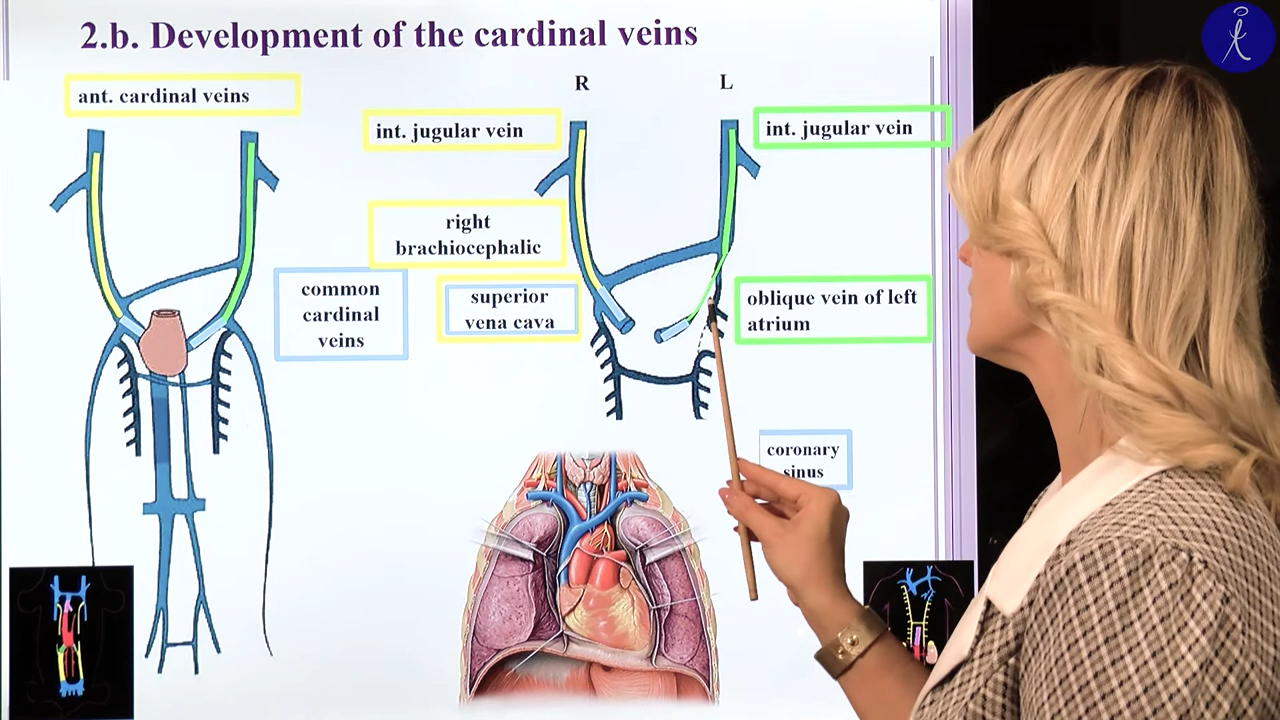 2.b. Development of the cardinal veins
ant. cardinal veins
R
L
int. jugular vein
int. jugular vein
right
brachiocephalic
common
cardinal
veins
superior
vena cava
oblique vein of left
atrium
coronary
sinus